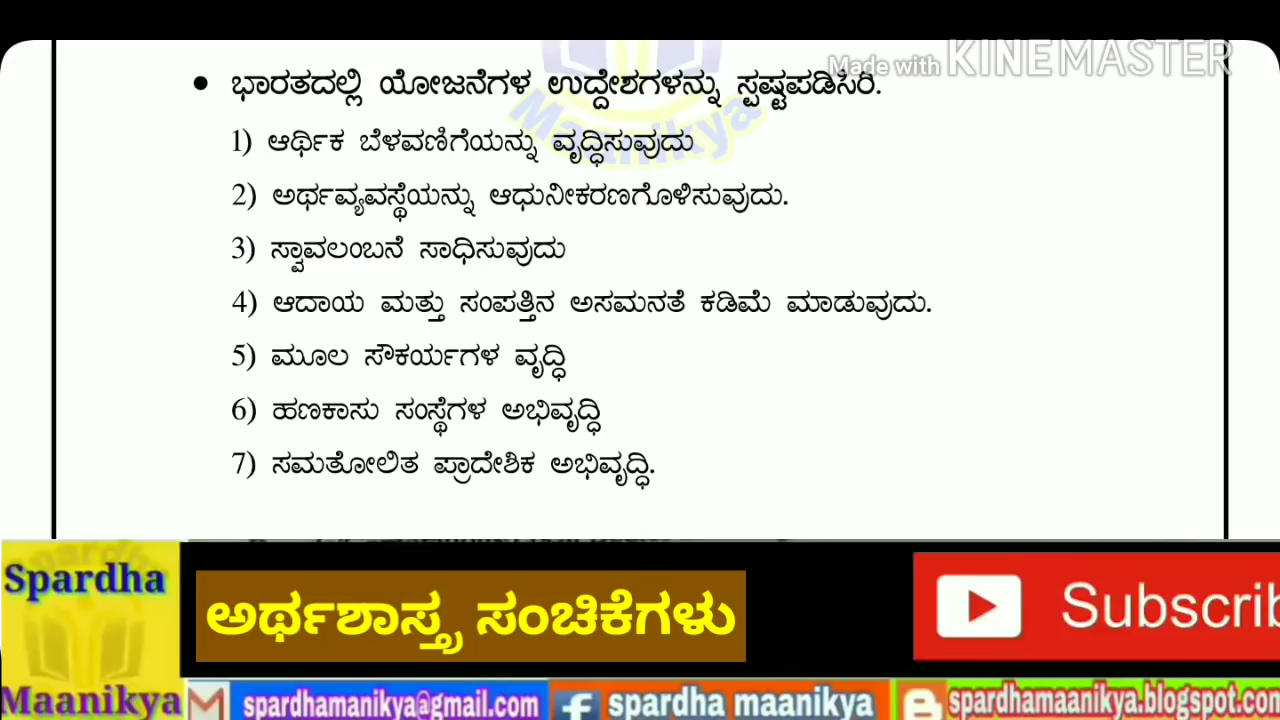 Made with KINEMASTER
• ಭಾರತದಲ್ಲಿ ಯೋಜನೆಗಳ ಉದ್ದೇಶಗಳನ್ನು ಸ್ಪಷ್ಟಪಡಿಸಿರಿ.
1) ಆರ್ಥಿಕ ಬೆಳವಣಿಗೆಯನ್ನು ವೃದ್ಧಿಸುವುದು
2) ಅರ್ಥವ್ಯವಸ್ಥೆಯನ್ನು ಆಧುನೀಕರಣಗೊಳಿಸುವುದು.
3) ಸ್ವಾವಲಂಬನೆ ಸಾಧಿಸುವುದು
4) ಆದಾಯ ಮತ್ತು ಸಂಪತ್ತಿನ ಅಸಮನತೆ ಕಡಿಮೆ ಮಾಡುವುದು.
5) ಮೂಲ ಸೌಕರ್ಯಗಳ ವೃದ್ಧಿ
6) ಹಣಕಾಸು ಸಂಸ್ಥೆಗಳ ಅಭಿವೃದ್ಧಿ
7) ಸಮತೋಲಿತ ಪ್ರಾದೇಶಿಕ ಅಭಿವೃದ್ಧಿ.
Maanikya
Spardha
Maanikya
ಅರ್ಥಶಾಸ್ತ್ರ ಸಂಚಿಕೆಗಳು
Subscrib
spardhamanikya@gmail.com spardha maanikya spardhamaanikya.blogspot.con